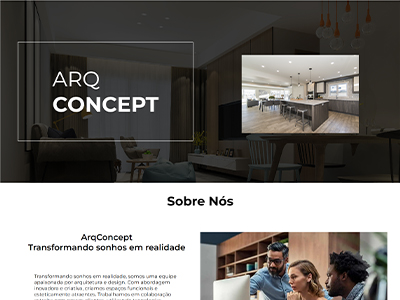 ARQ
CONCEPT
Sobre Nós
ArqConcept
Transformando sonhos em realidade
Transformando sonhos em realidade, somos uma equipe
apaixonada por arquitetura e design. Com abordagem
inovadora e criativa, criamos espaços funcionais e
esteticamente atraentes. Trabalhamos em colaboração